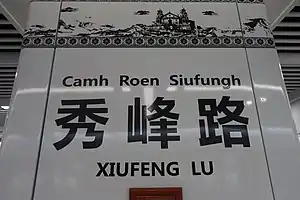 Camh Roen Siufungh
秀峰路
XIUFENG LU